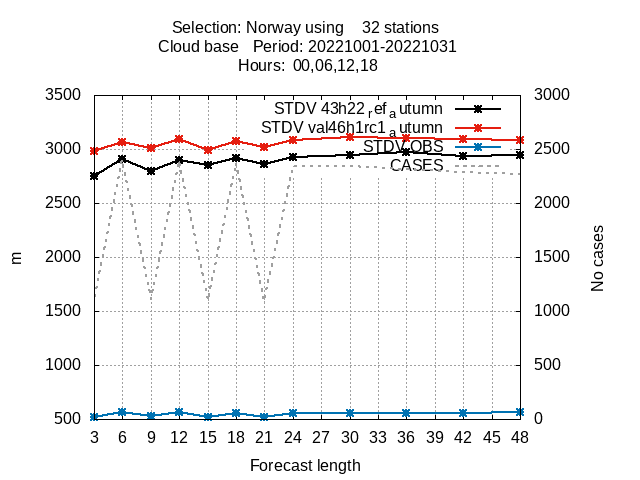 Selection: Norway using    32 stations
Cloud base   Period: 20221001-20221031
Hours:  00,06,12,18
3500 3000
STDV 43h22ref_autumn
STDV val46h1rc1_autumn
3000 2500
STDV OBS
CASES
2500 2000
2000 1500
m No cases
1500 1000
1000 500
500 0
3 6 9 12 15 18 21 24 27 30 33 36 39 42 45 48
Forecast length